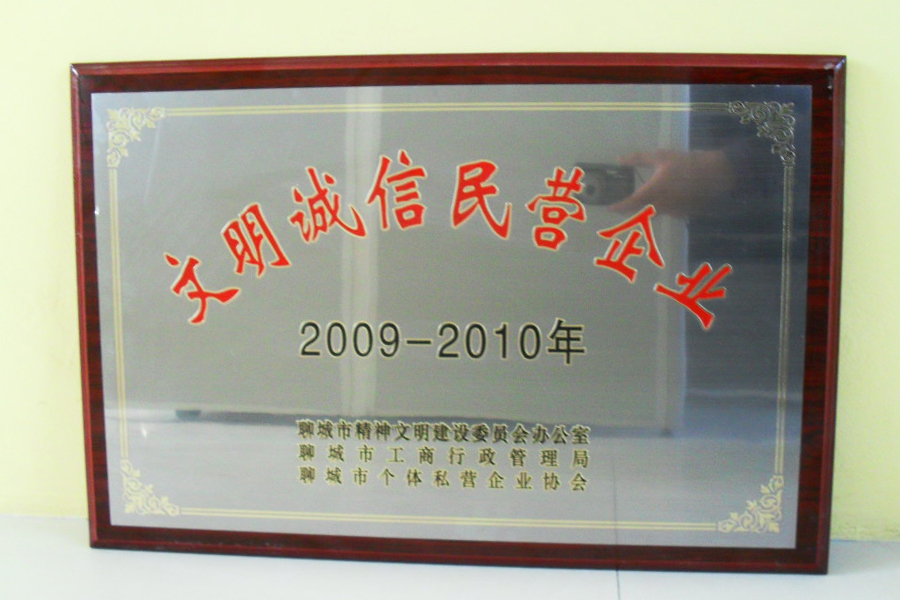 文明诚信民营企业
2009-2010年
聊城市精神文明建设委员会办公室
聊城市工商行政管理局
聊城市个体私营企业协会